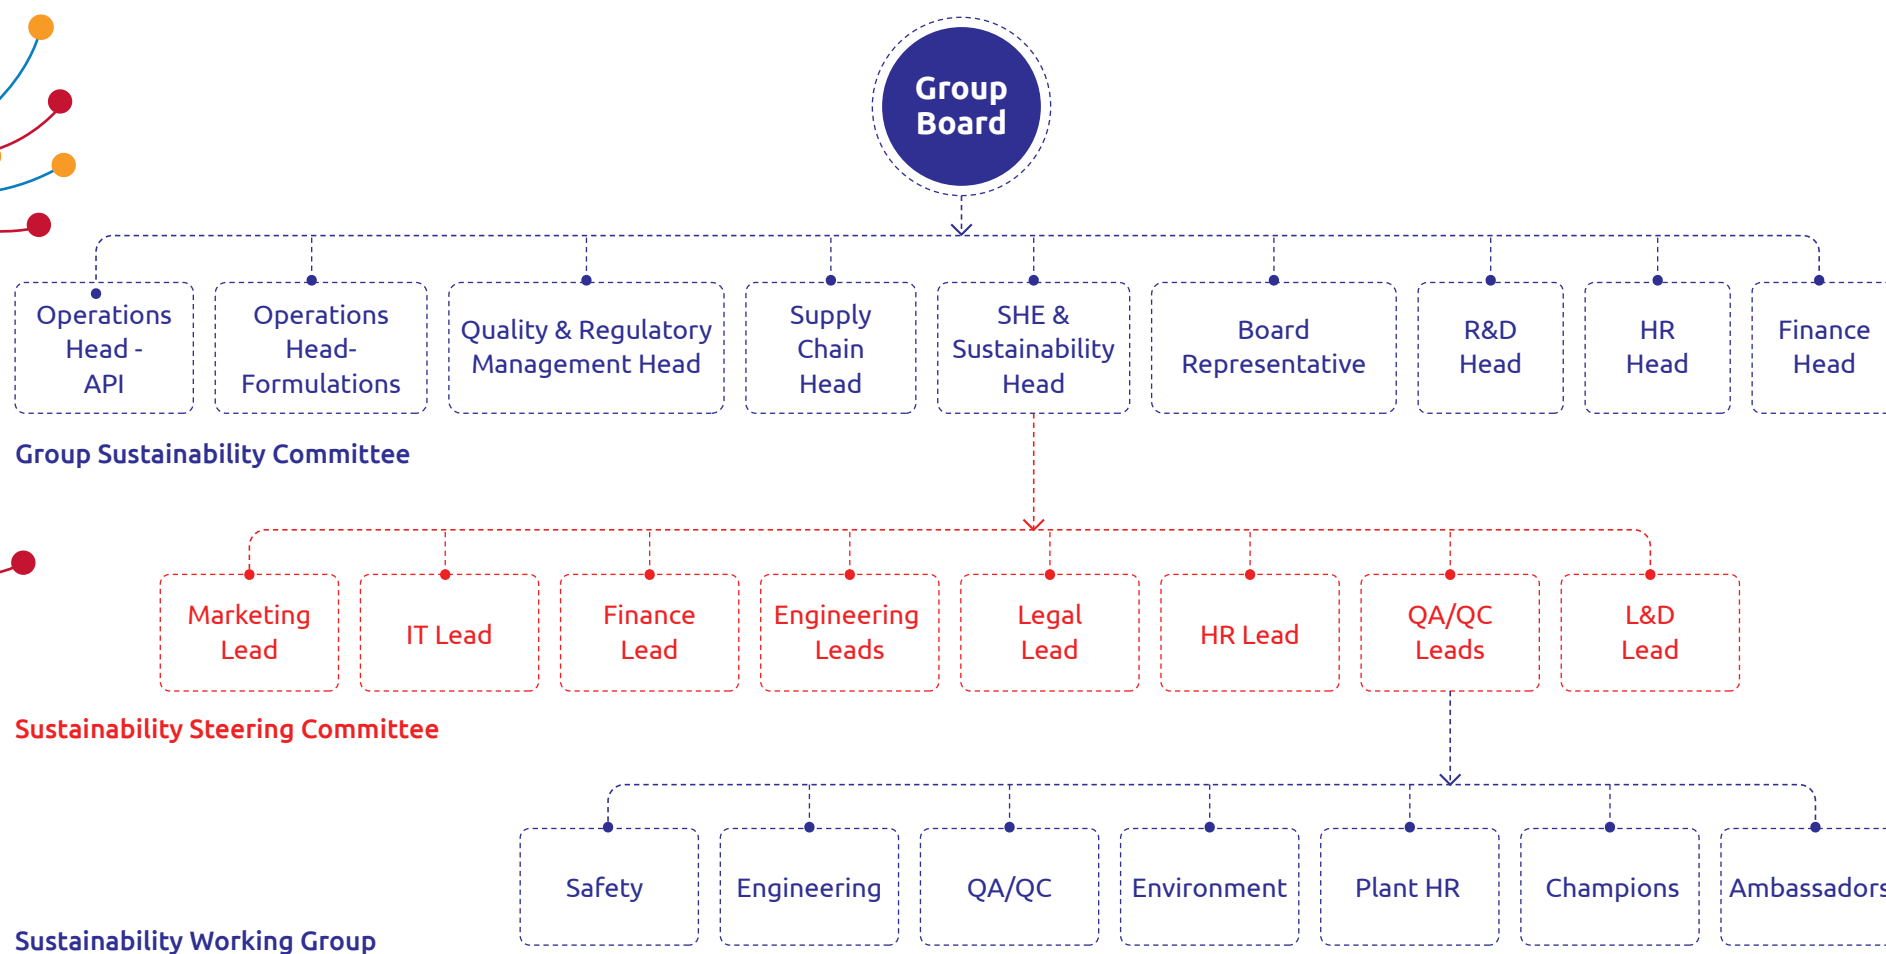 Group
Board
Operations
Head -
API
Operations
Head-
Formulations
Quality & Regulatory
Management Head
Supply
Chain
Head
SHE &
Sustainability
Head
Board
Representative
R&D
Head
HR
Head
Finance
Head
Group Sustainability Committee
Marketing
Lead
IT Lead
Finance
Lead
Engineering
Leads
Legal
Lead
HR Lead
QA/QC
Leads
L&D
Lead
Sustainability Steering Committee
Safety
Engineering
QA/QC
Environment
Plant HR
Champions
Ambassadors
Sustainability Working Group